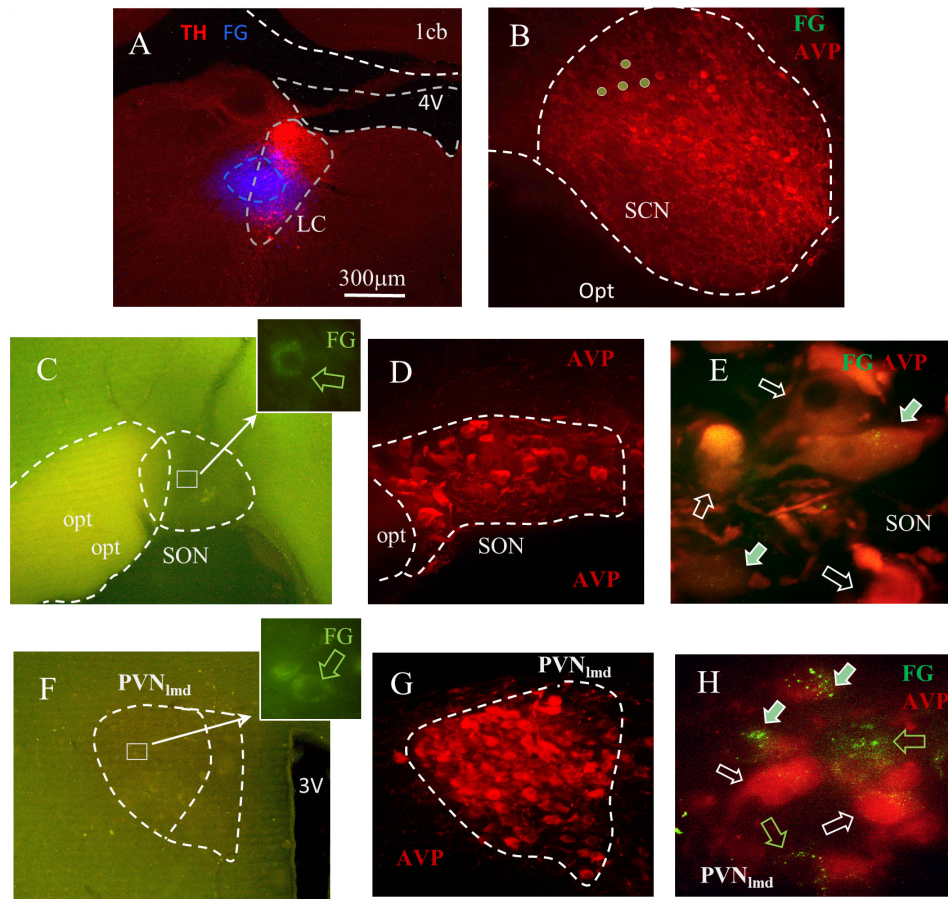 A
TH FG
1cb
4V
LC
300μm
B
FG
AVP
SCN
Opt
C
FG
opt
opt
SON
D
AVP
opt
SON
AVP
E
FG AVP
SON
F
FG
PVNlmd
3V
G
PVNlmd
AVP
H
FG
AVP
PVNlmd